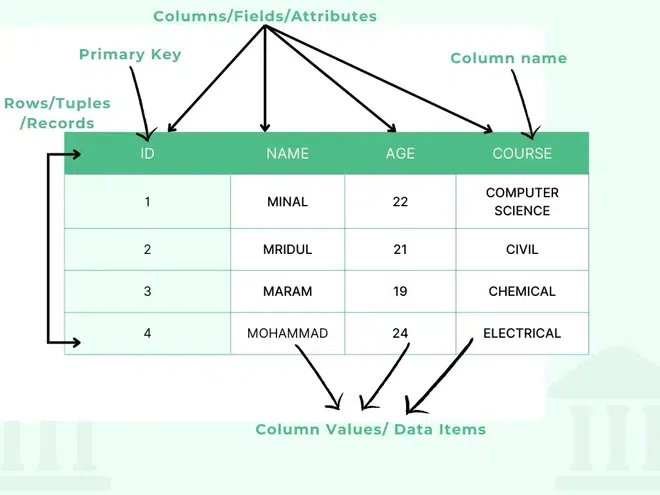 Columns/Fields/Attributes
Primary Key
Column name
Rows/Tuples
/Records
ID NAME AGE COURSE
1 MINAL 22 COMPUTER
SCIENCE
2 MRIDUL 21 CIVIL
3 MARAM 19 CHEMICAL
4 MOHAMMAD 24 ELECTRICAL
Column Values/ Data Items